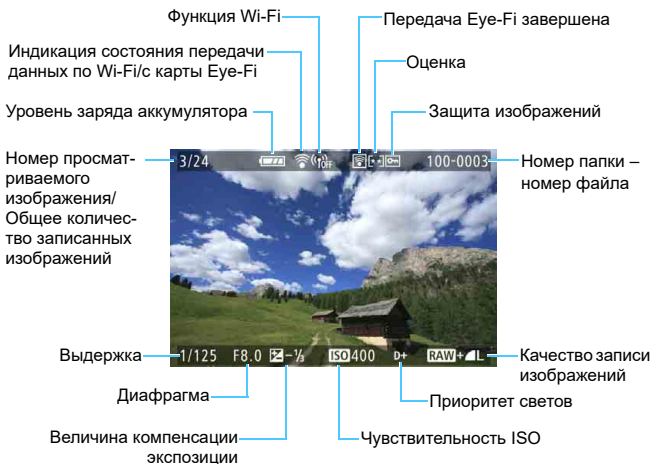 Функция Wi-Fi
Передача Eye-Fi завершена
Индикация состояния передачи
данных по Wi-Fi/с карты Eye-Fi
Оценка
Уровень заряда аккумулятора
Защита изображений
Номер просмат-
риваемого
изображения/
Общее количес-
тво записанных
изображений
3/24 OFF 100-0003
Номер папки –
номер файла
1/125 F8.0 -1/3 ISO 400 D+ RAW+L
Выдержка
Качество записи
изображений
Диафрагма
Приоритет светов
Величина компенсации
экспозиции
Чувствительность ISO